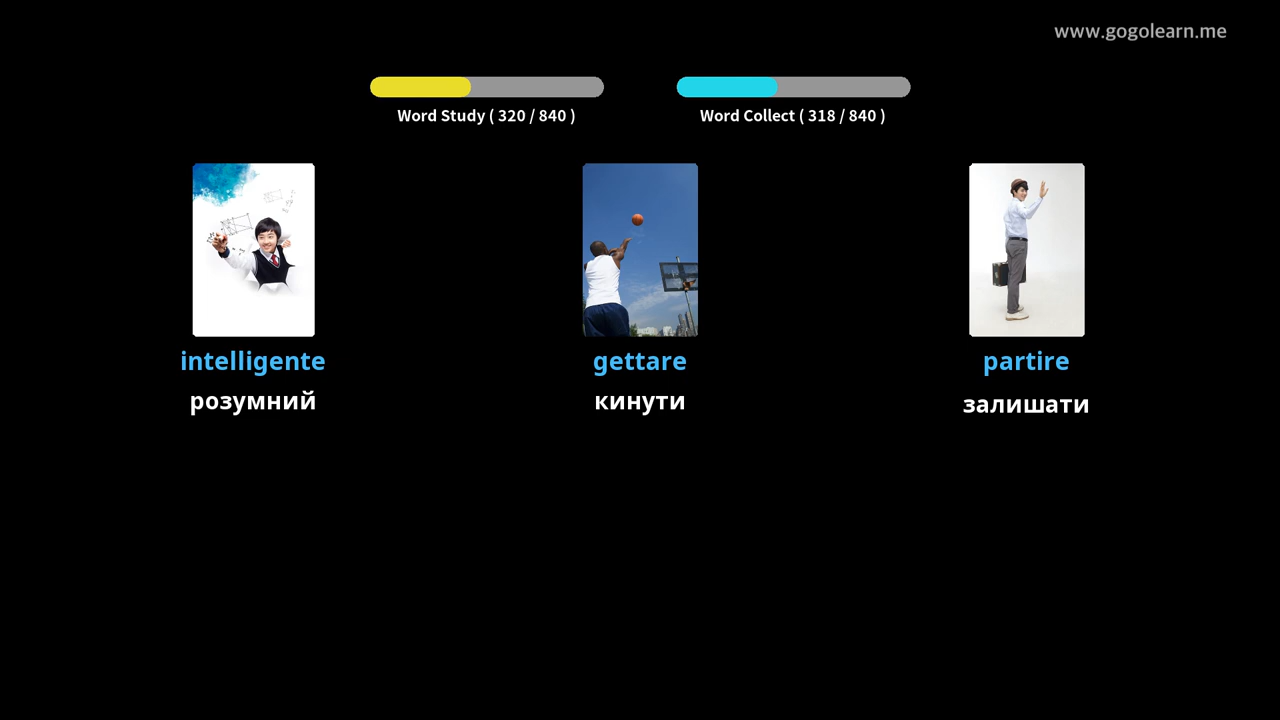 www.gogolearn.me
Word Study ( 320 / 840 )
Word Collect ( 318 / 840 )
intelligente
gettare
partire
розумний
кинути
залишати